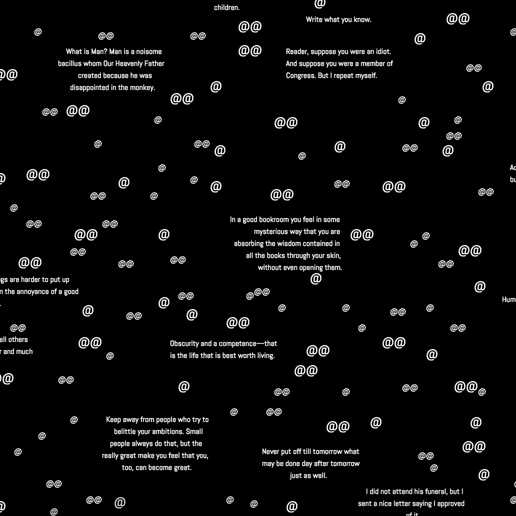 children.
Write what you know.
What is Man? Man is a noisome
bacillus whom Our Heavenly Father
created because he was
disappointed in the monkey.
Reader, suppose you were an idiot.
And suppose you were a member of
Congress. But I repeat myself.
In a good bookroom you feel in some
mysterious way that you are
absorbing the wisdom contained in
all the books through your skin,
without even opening them.
gs are harder to put up
n the annoyance of a good
Hum
ell others
r and much
Obscurity and a competence—that
is the life that is best worth living.
Keep away from people who try to
belittle your ambitions. Small
people always do that, but the
really great make you feel that you,
too, can become great.
Never put off till tomorrow what
may be done day after tomorrow
just as well.
I did not attend his funeral, but I
sent a nice letter saying I approved
of it.